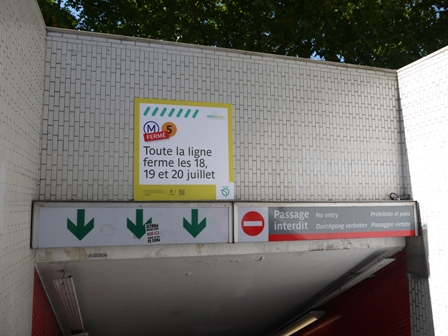 M 5
FERMÉ
Toute la ligne
ferme les 18,
19 et 20 juillet
Passage
interdit
No entry
Prohibido el paso
Durchgang verboten
Passaggio vietato